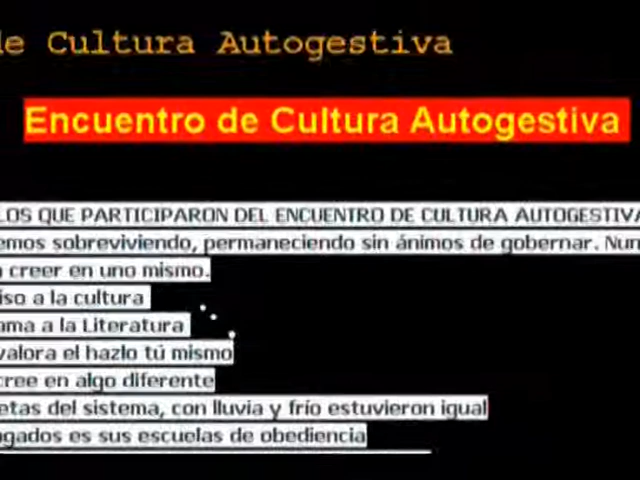 de Cultura Autogestiva
Encuentro de Cultura Autogestiva
LOS QUE PARTICIPARON DEL ENCUENTRO DE CULTURA AUTOGESTIVA
emos sobreviviendo, permaneciendo sin ánimos de gobernar. Nun
a creer en uno mismo.
iso a la cultura
ama a la Literatura
valora el hazlo tú mismo
cree en algo diferente
etas del sistema, con lluvia y frío estuvieron igual
agados es sus escuelas de obediencia